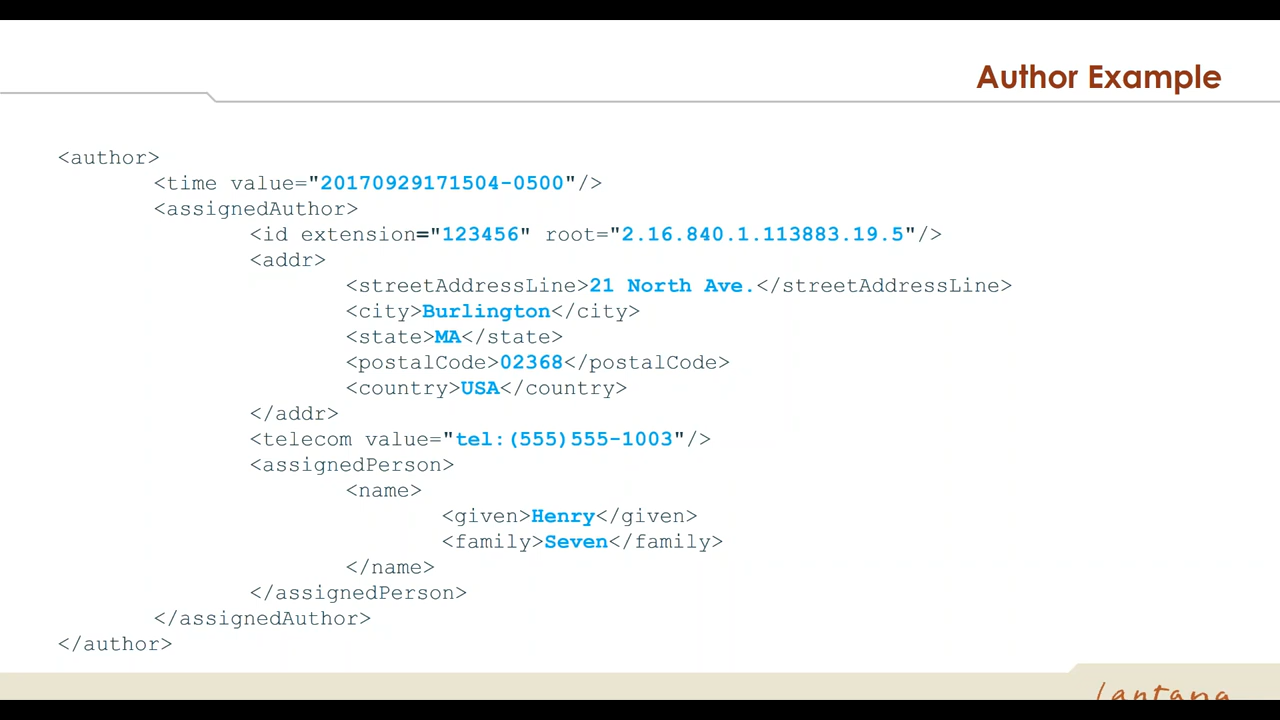 Author Example
<author>
<time value="20170929171504-0500"/>
<assignedAuthor>
<id extension="123456" root="2.16.840.1.113883.19.5"/>
<addr>
<streetAddressLine>21 North Ave.</streetAddressLine>
<city>Burlington</city>
<state>MA</state>
<postalCode>02368</postalCode>
<country>USA</country>
</addr>
<telecom value="tel:(555)555-1003"/>
<assignedPerson>
<name>
<given>Henry</given>
<family>Seven</family>
</name>
</assignedPerson>
</assignedAuthor>
</author>
lantana